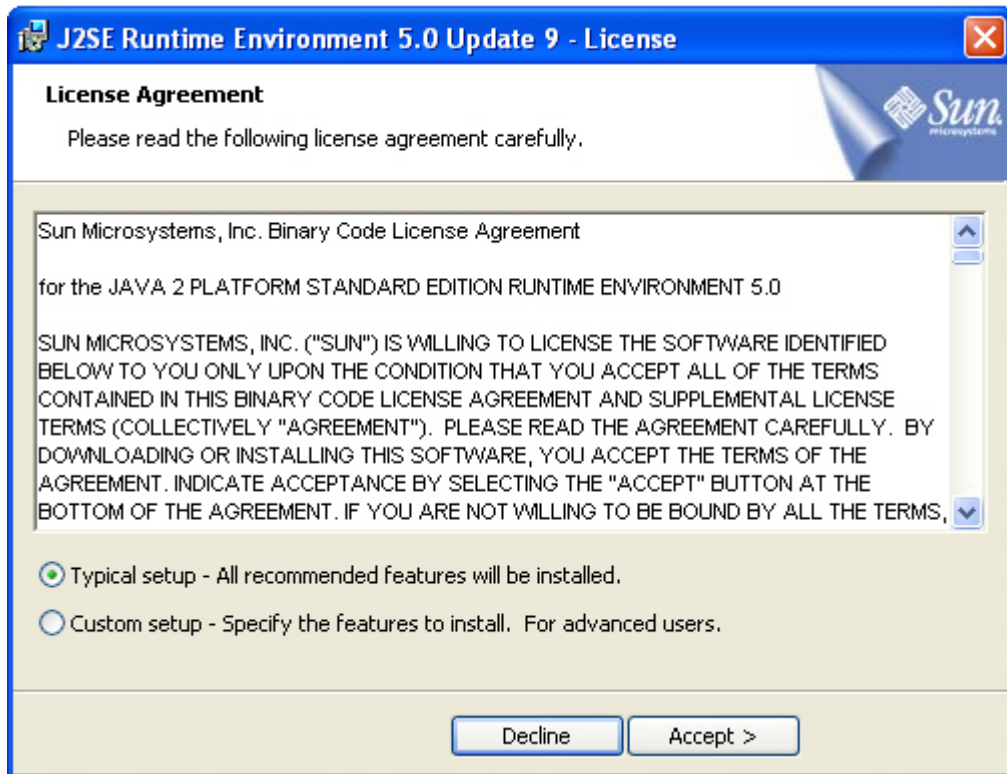 J2SE Runtime Environment 5.0 Update 9 - License
License Agreement
Please read the following license agreement carefully.
Sun.
microsystems
Sun Microsystems, Inc. Binary Code License Agreement
for the JAVA 2 PLATFORM STANDARD EDITION RUNTIME ENVIRONMENT 5.0
SUN MICROSYSTEMS, INC. ("SUN") IS WILLING TO LICENSE THE SOFTWARE IDENTIFIED
BELOW TO YOU ONLY UPON THE CONDITION THAT YOU ACCEPT ALL OF THE TERMS
CONTAINED IN THIS BINARY CODE LICENSE AGREEMENT AND SUPPLEMENTAL LICENSE
TERMS (COLLECTIVELY "AGREEMENT").  PLEASE READ THE AGREEMENT CAREFULLY.  BY
DOWNLOADING OR INSTALLING THIS SOFTWARE, YOU ACCEPT THE TERMS OF THE
AGREEMENT. INDICATE ACCEPTANCE BY SELECTING THE "ACCEPT" BUTTON AT THE
BOTTOM OF THE AGREEMENT. IF YOU ARE NOT WILLING TO BE BOUND BY ALL THE TERMS,
Typical setup - All recommended features will be installed.
Custom setup - Specify the features to install.  For advanced users.
Decline
Accept >